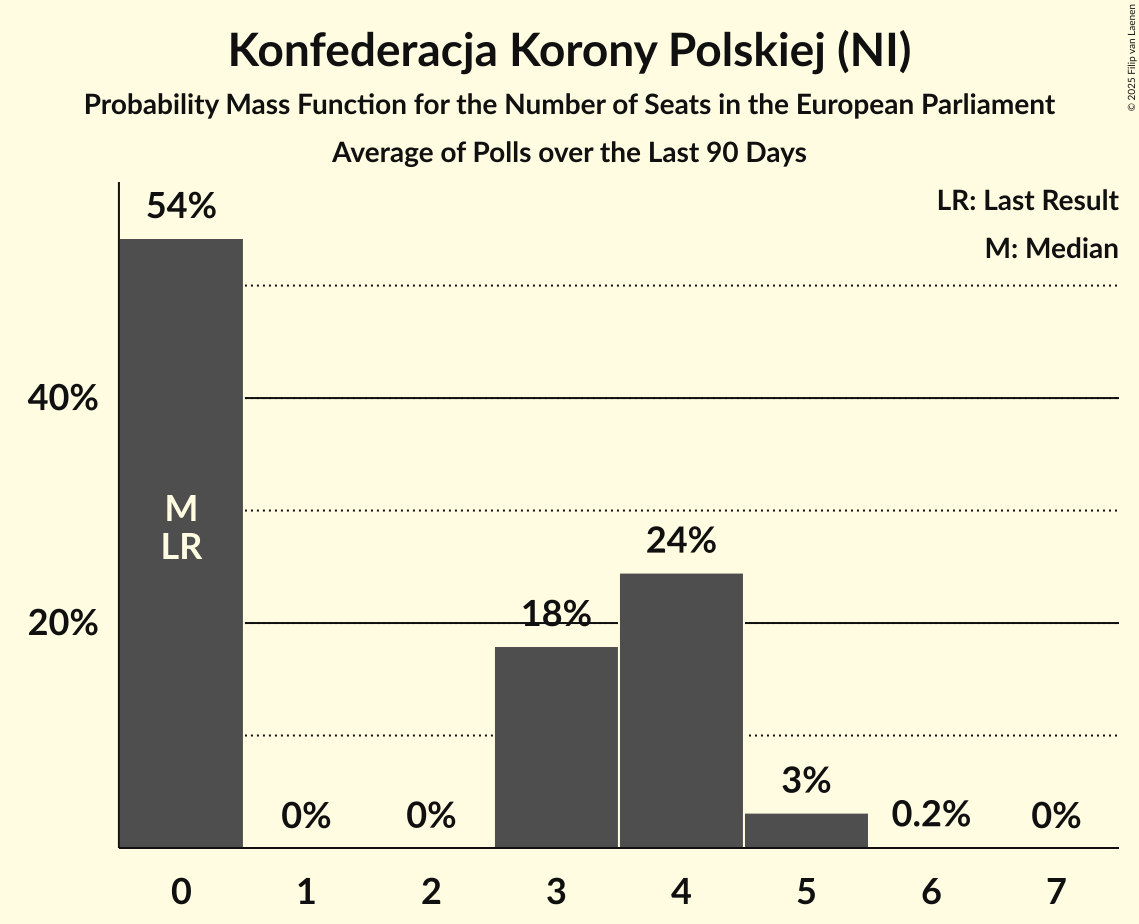 Konfederacja Korony Polskiej (NI)
Probability Mass Function for the Number of Seats in the European Parliament
Average of Polls over the Last 90 Days
© 2025 Filip van Laenen
LR: Last Result
M: Median
54%
40%
20%
M
LR
0%
0%
18%
24%
3%
0.2%
0%
0 1 2 3 4 5 6 7